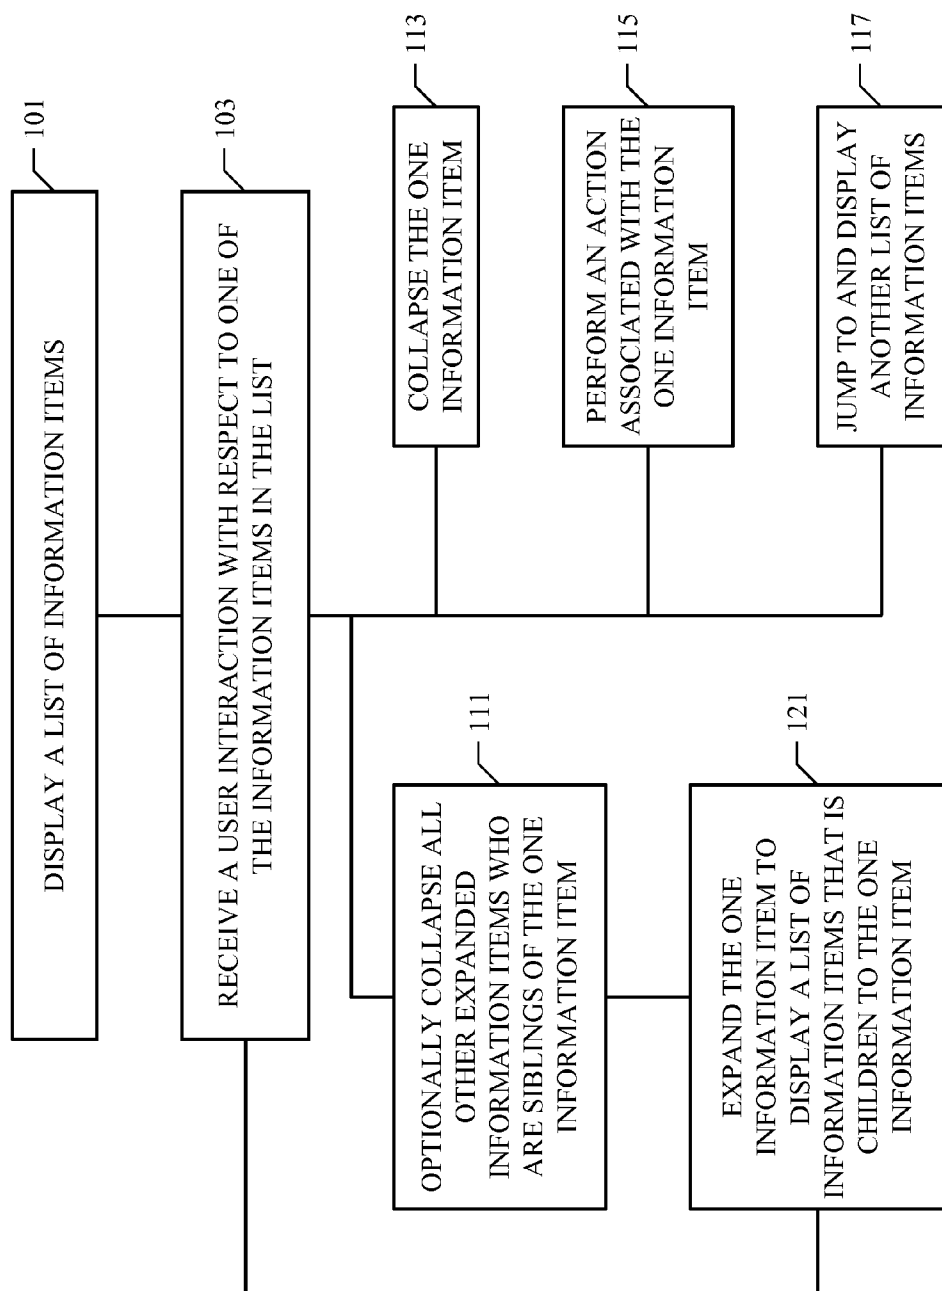 101
DISPLAY A LIST OF INFORMATION ITEMS
103
RECEIVE A USER INTERACTION WITH RESPECT TO ONE OF
THE INFORMATION ITEMS IN THE LIST
111
OPTIONALLY COLLAPSE ALL
OTHER EXPANDED
INFORMATION ITEMS WHO
ARE SIBLINGS OF THE ONE
INFORMATION ITEM
113
COLLAPSE THE ONE
INFORMATION ITEM
115
PERFORM AN ACTION
ASSOCIATED WITH THE
ONE INFORMATION
ITEM
121
EXPAND THE ONE
INFORMATION ITEM TO
DISPLAY A LIST OF
INFORMATION ITEMS THAT IS
CHILDREN TO THE ONE
INFORMATION ITEM
117
JUMP TO AND DISPLAY
ANOTHER LIST OF
INFORMATION ITEMS